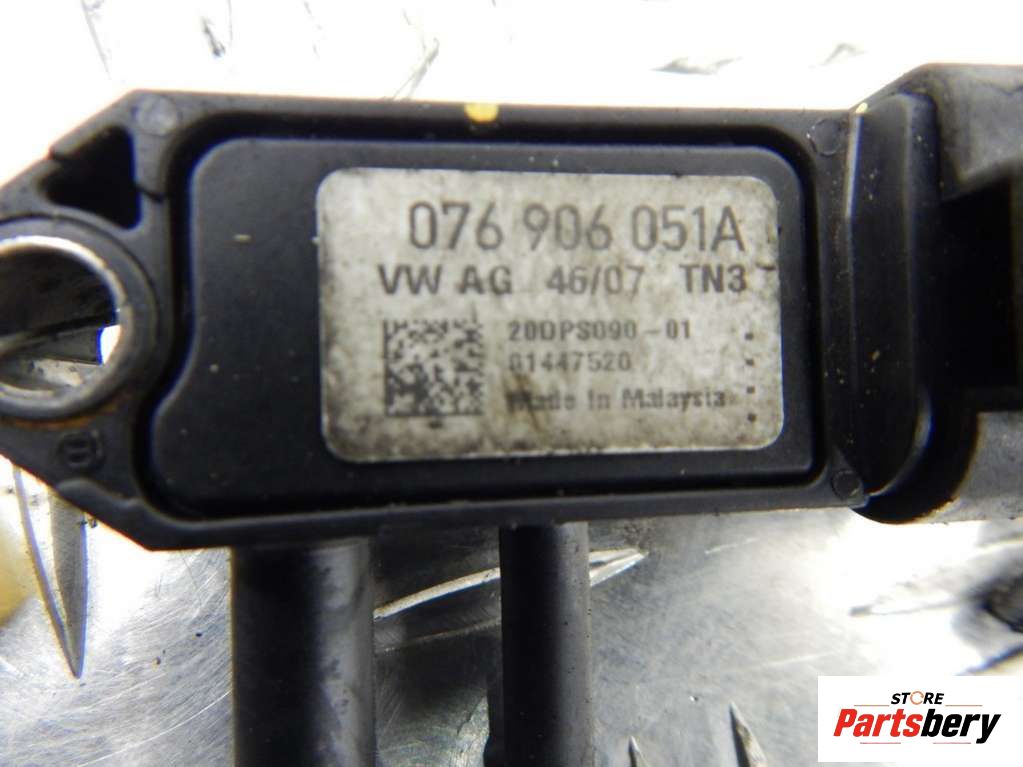 076 906 051A
VW AG 46/07 TN3
20DPS090-01
01447520
Made in Malaysia
STORE
Partsbery